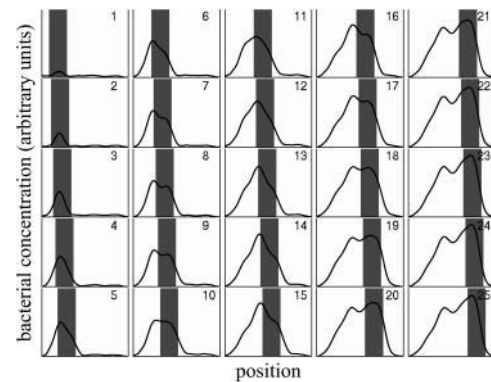 bacterial concentration (arbitrary units)
1 6 11 16 21
2 7 12 17 22
3 8 13 18 23
4 9 14 19 24
5 10 15 20 25
position